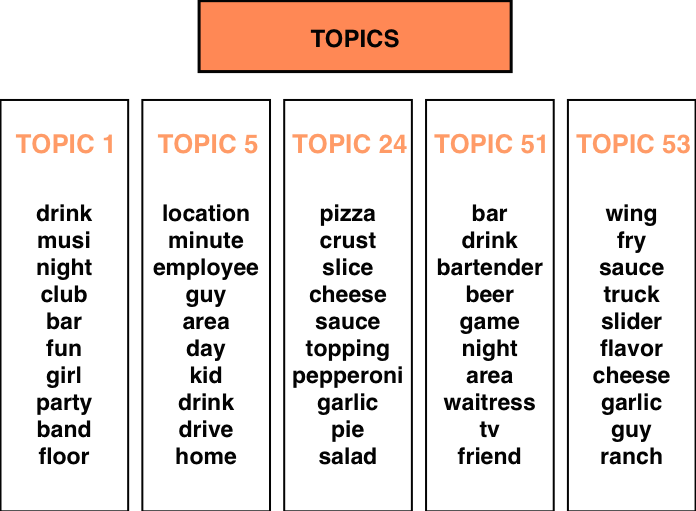 TOPICS
TOPIC 1
drink
musi
night
club
bar
fun
girl
party
band
floor
TOPIC 5
location
minute
employee
guy
area
day
kid
drink
drive
home
TOPIC 24
pizza
crust
slice
cheese
sauce
topping
pepperoni
garlic
pie
salad
TOPIC 51
bar
drink
bartender
beer
game
night
area
waitress
tv
friend
TOPIC 53
wing
fry
sauce
truck
slider
flavor
cheese
garlic
guy
ranch